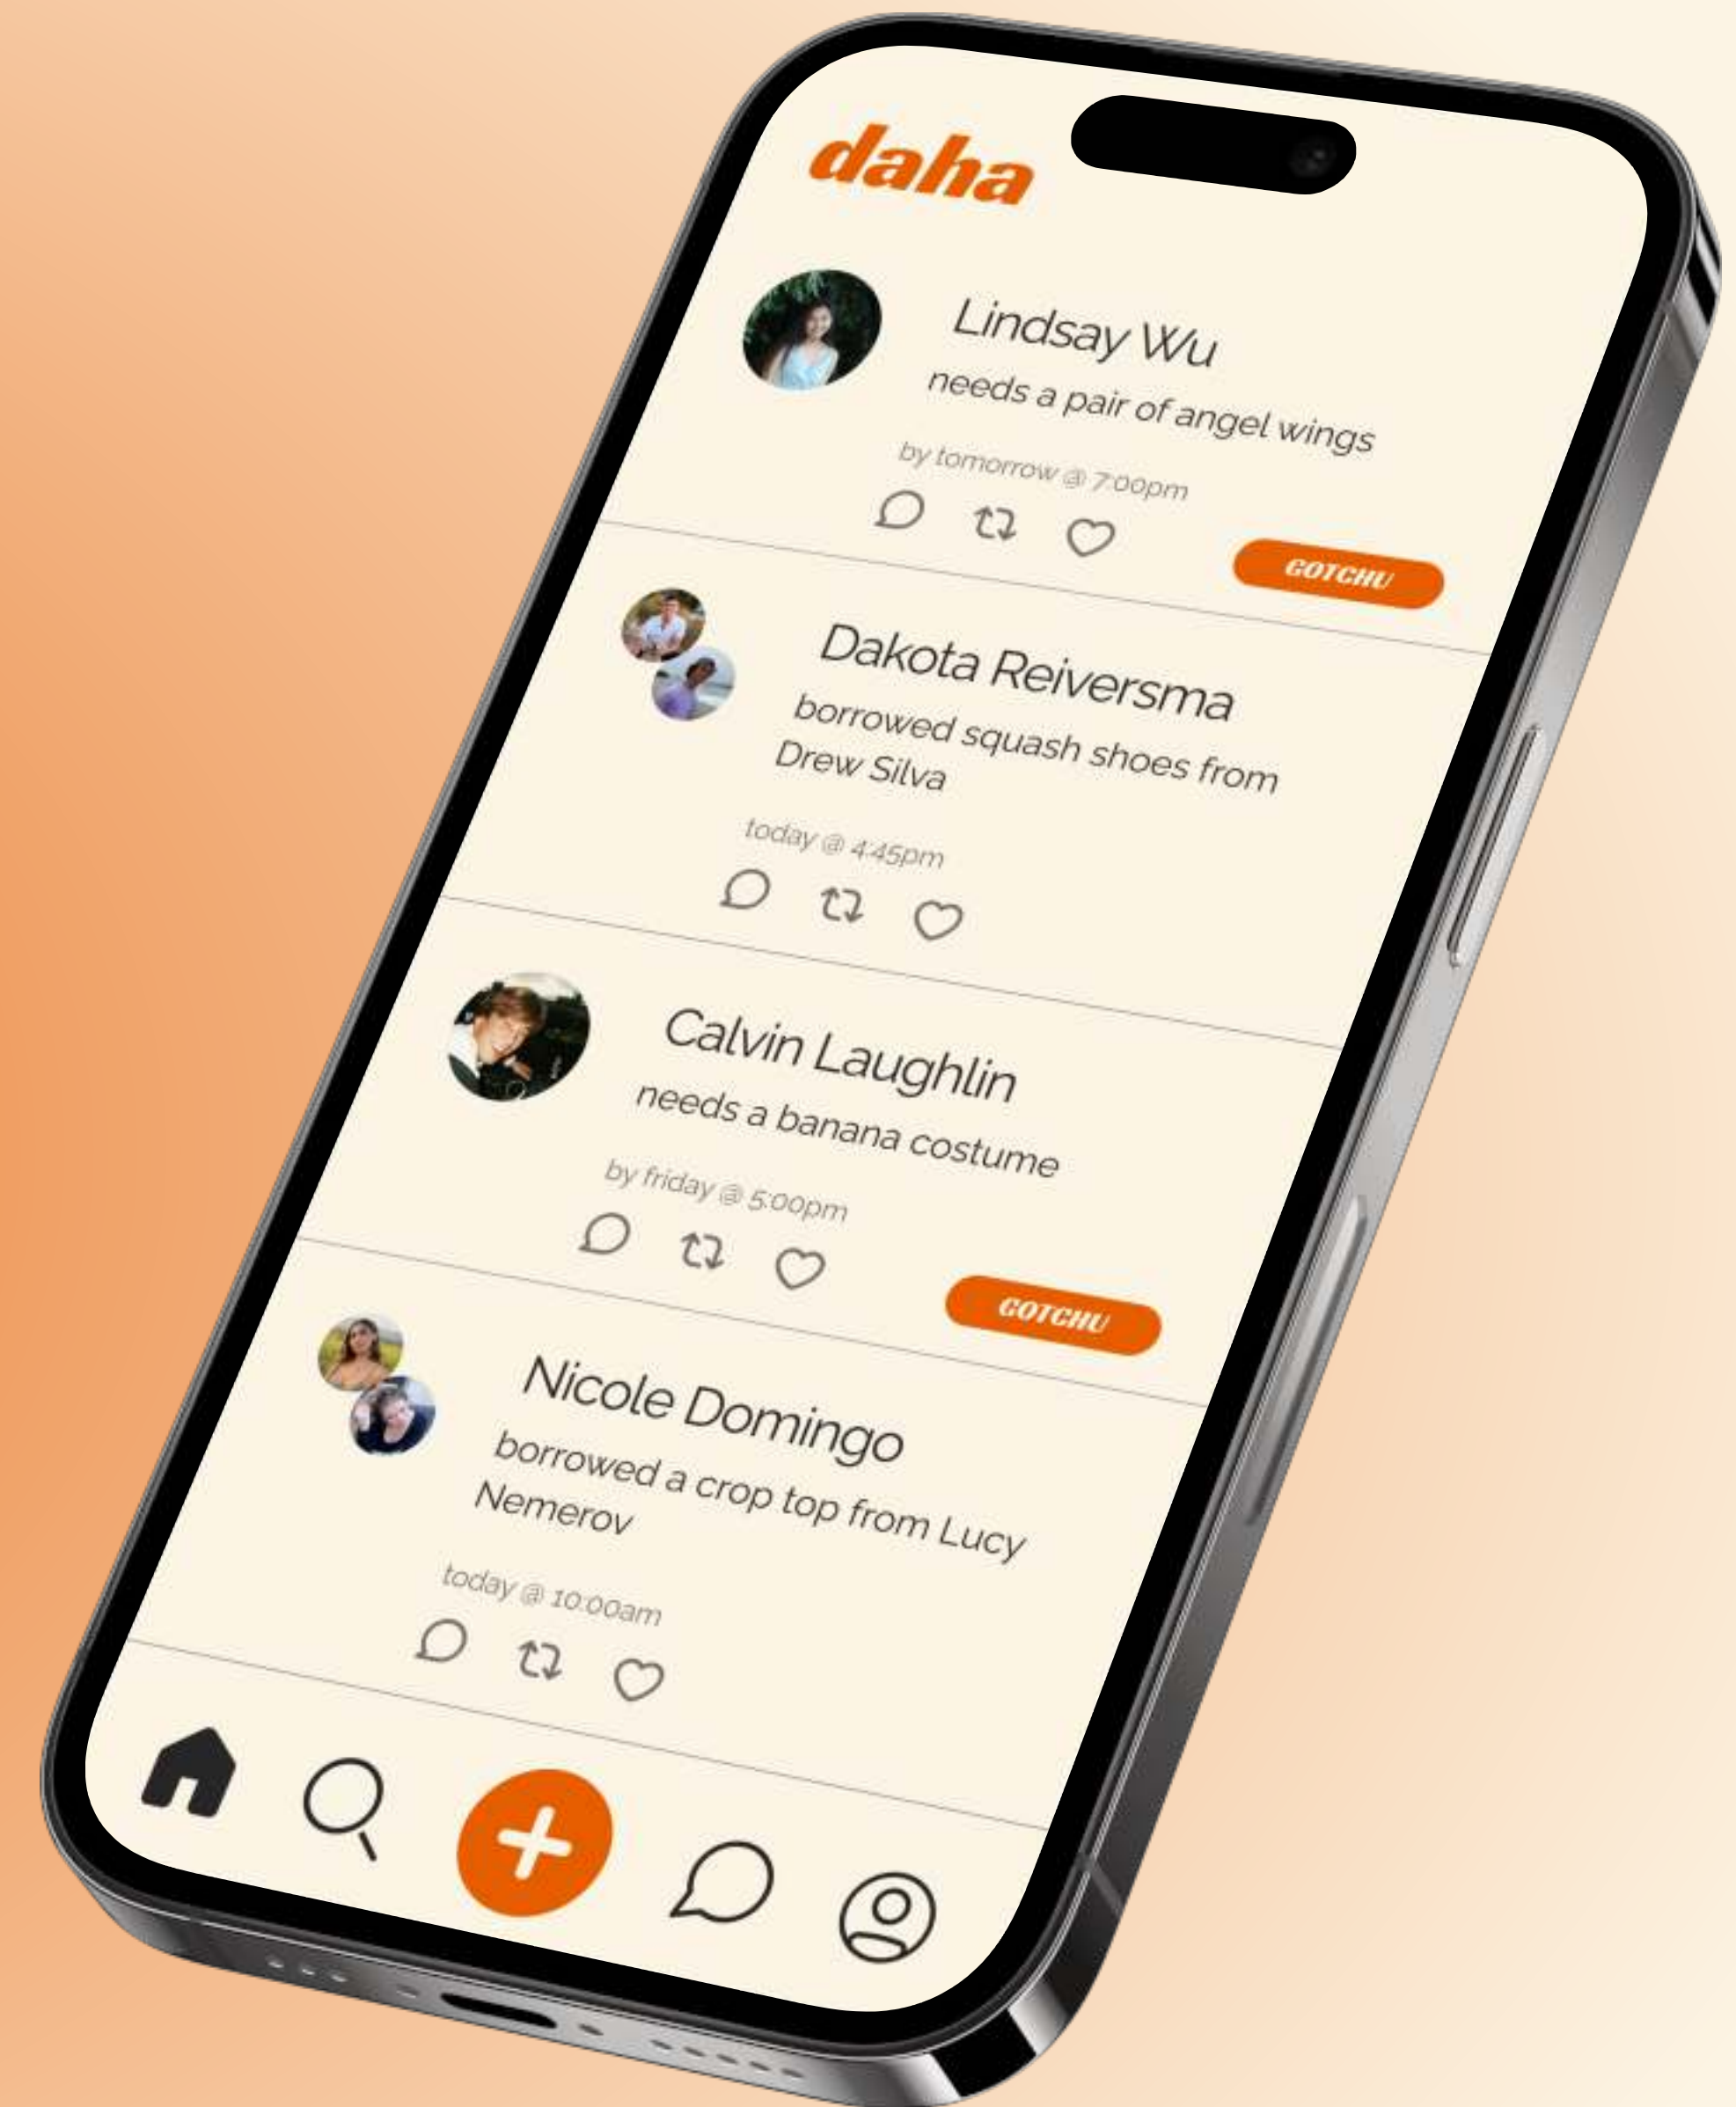 daha
Lindsay Wu
needs a pair of angel wings
by tomorrow @ 7:00pm
GOTCHU
Dakota Reiversma
borrowed squash shoes from
Drew Silva
today @ 4:45pm
Calvin Laughlin
needs a banana costume
by friday @ 5:00pm
GOTCHU
Nicole Domingo
borrowed a crop top from Lucy
Nemerov
today @ 10:00am